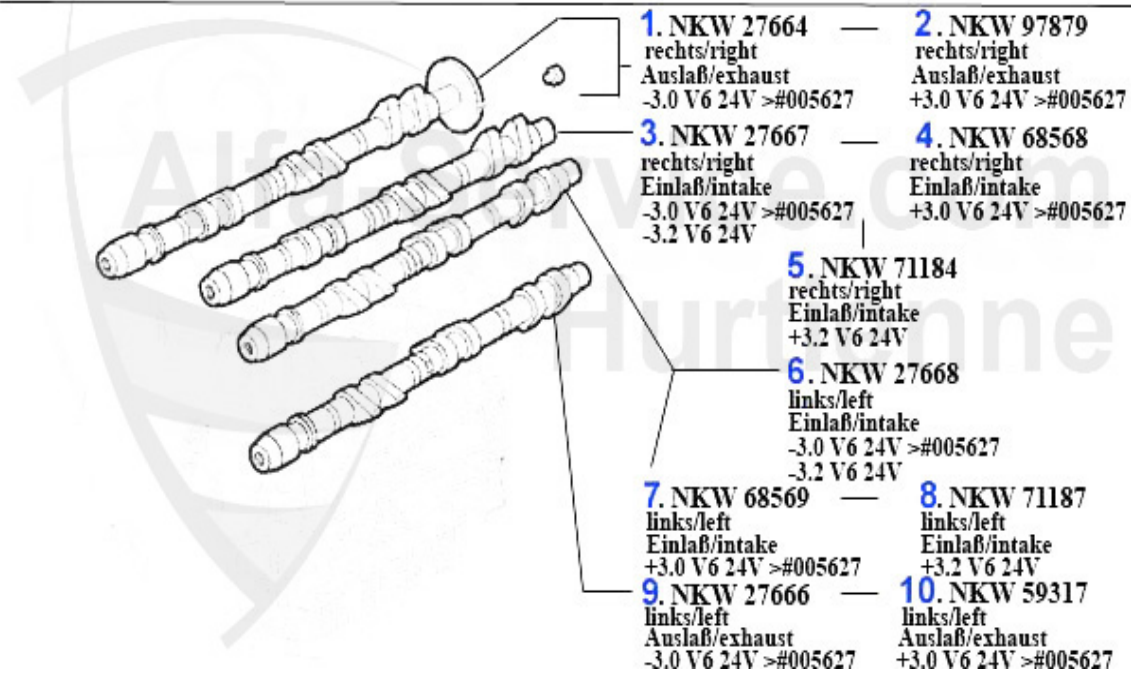 1. NKW 27664 — 2. NKW 97879
rechts/right rechts/right
Auslaß/exhaust Auslaß/exhaust
-3.0 V6 24V >#005627 +3.0 V6 24V >#005627
3. NKW 27667 — 4. NKW 68568
rechts/right rechts/right
Einlaß/intake Einlaß/intake
-3.0 V6 24V >#005627 +3.0 V6 24V >#005627
-3.2 V6 24V
5. NKW 71184
rechts/right
Einlaß/intake
+3.2 V6 24V
6. NKW 27668
links/left
Einlaß/intake
-3.0 V6 24V >#005627
-3.2 V6 24V
7. NKW 68569 — 8. NKW 71187
links/left links/left
Einlaß/intake Einlaß/intake
+3.0 V6 24V >#005627 +3.2 V6 24V
9. NKW 27666 — 10. NKW 59317
links/left links/left
Auslaß/exhaust Auslaß/exhaust
-3.0 V6 24V >#005627 +3.0 V6 24V >#005627
Alfa-Service.com
Hurtienne